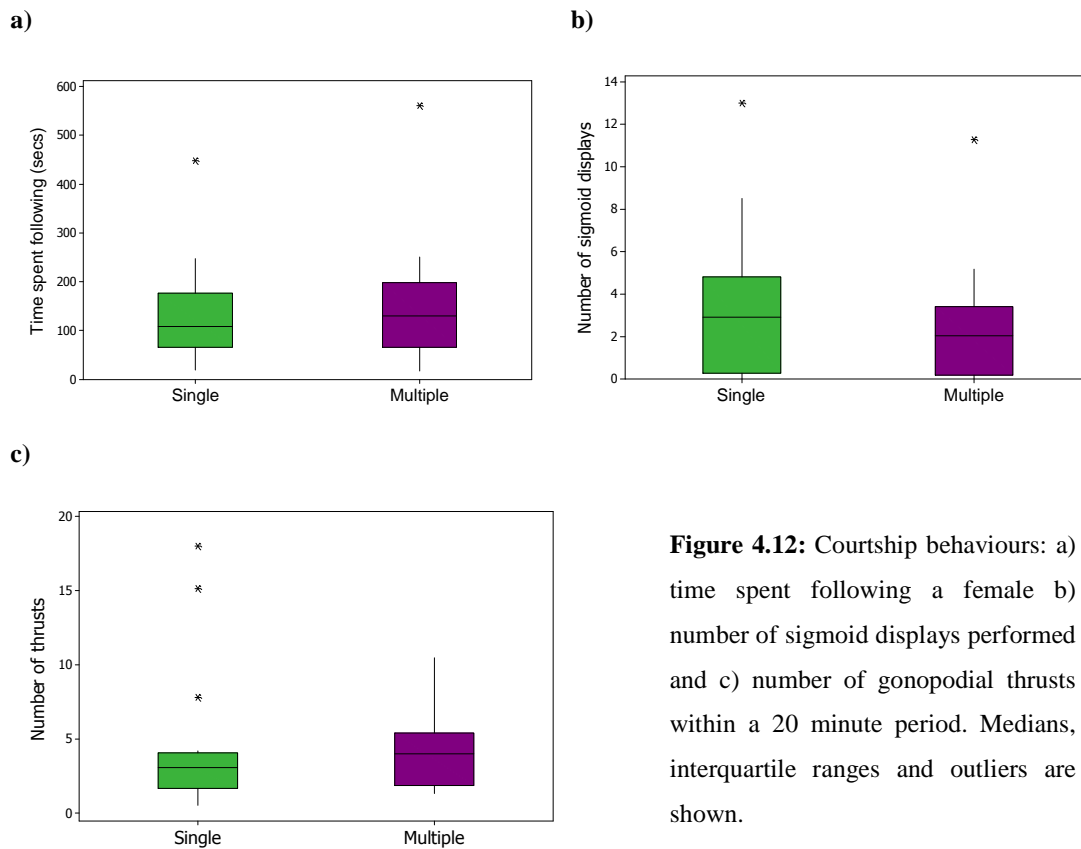 a)
b)
600
500
400
300
200
100
0
Time spent following (secs)
Single
Multiple
14
12
10
8
6
4
2
0
Number of sigmoid displays
Single
Multiple
c)
20
15
10
5
0
Number of thrusts
Single
Multiple
Figure 4.12: Courtship behaviours: a)
time spent following a female b)
number of sigmoid displays performed
and c) number of gonopodial thrusts
within a 20 minute period. Medians,
interquartile ranges and outliers are
shown.